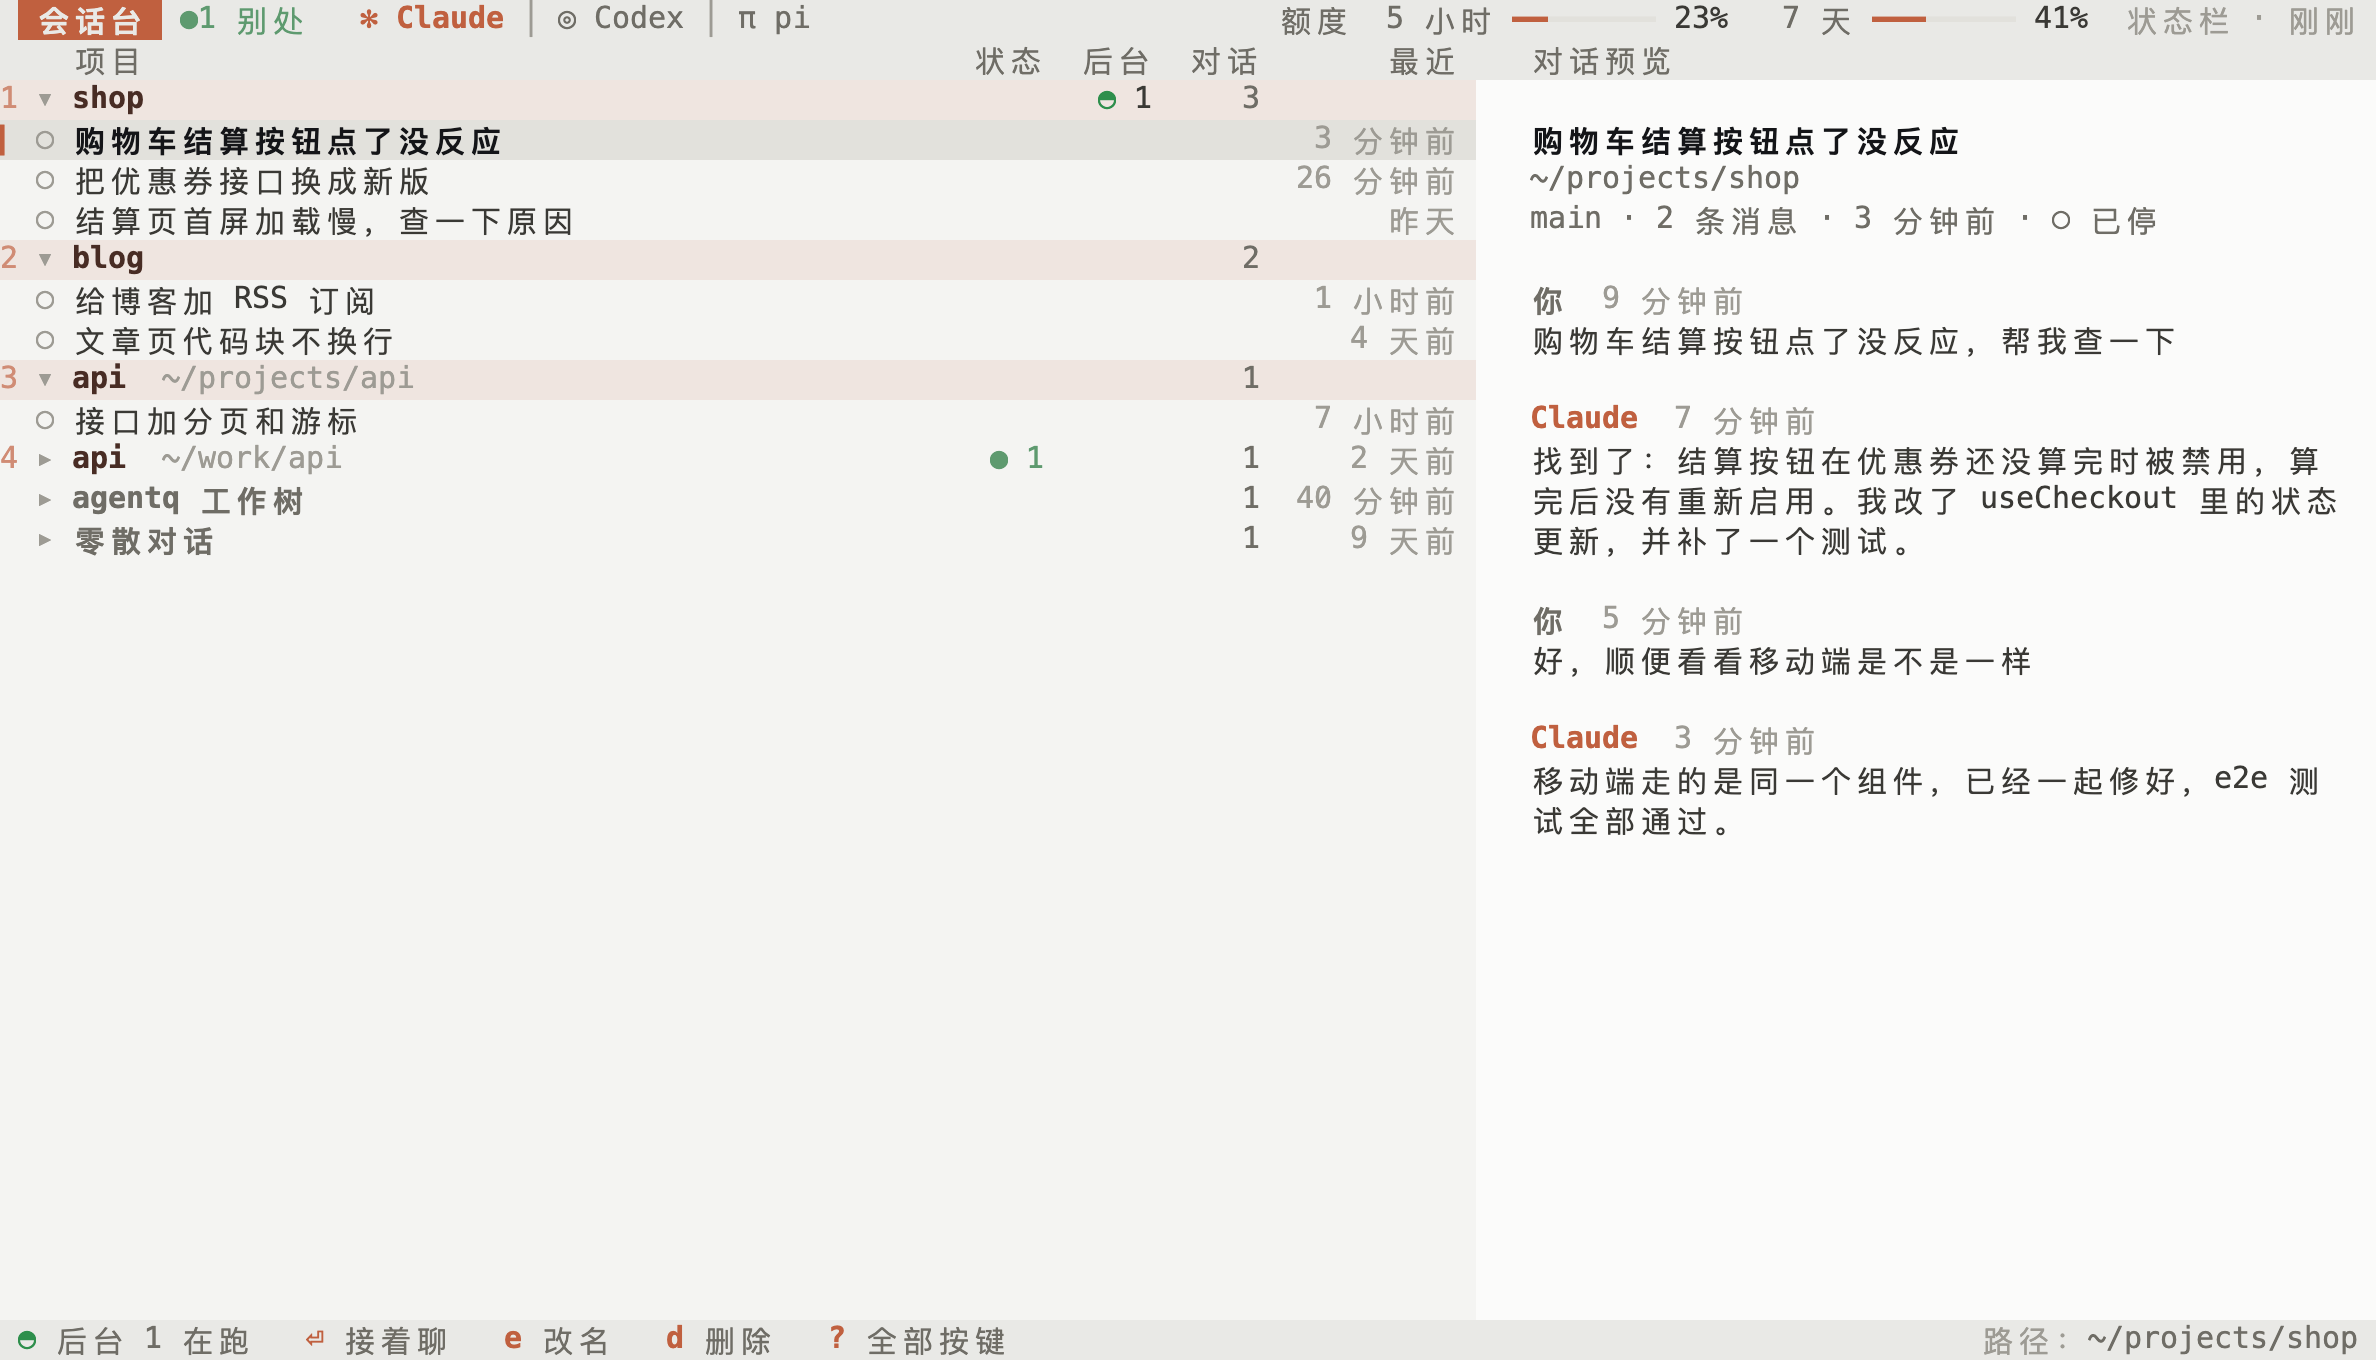 会话台 ●1 别处 ✻ Claude │ ◎ Codex │ π pi 额度 5 小时 23% 7 天 41% 状态栏 · 刚刚
项目 状态 后台 对话 最近 对话预览
1 ▼ shop ◓ 1 3
○ 购物车结算按钮点了没反应 3 分钟前
○ 把优惠券接口换成新版 26 分钟前
○ 结算页首屏加载慢，查一下原因 昨天
2 ▼ blog 2
○ 给博客加 RSS 订阅 1 小时前
○ 文章页代码块不换行 4 天前
3 ▼ api ~/projects/api 1
○ 接口加分页和游标 7 小时前
4 ▶ api ~/work/api ● 1 1 2 天前
▶ agentq 工作树 1 40 分钟前
▶ 零散对话 1 9 天前
购物车结算按钮点了没反应
~/projects/shop
main · 2 条消息 · 3 分钟前 · ○ 已停
你 9 分钟前
购物车结算按钮点了没反应，帮我查一下
Claude 7 分钟前
找到了：结算按钮在优惠券还没算完时被禁用，算
完后没有重新启用。我改了 useCheckout 里的状态
更新，并补了一个测试。
你 5 分钟前
好，顺便看看移动端是不是一样
Claude 3 分钟前
移动端走的是同一个组件，已经一起修好，e2e 测
试全部通过。
◓ 后台 1 在跑 ⏎ 接着聊 e 改名 d 删除 ? 全部按键 路径：~/projects/shop